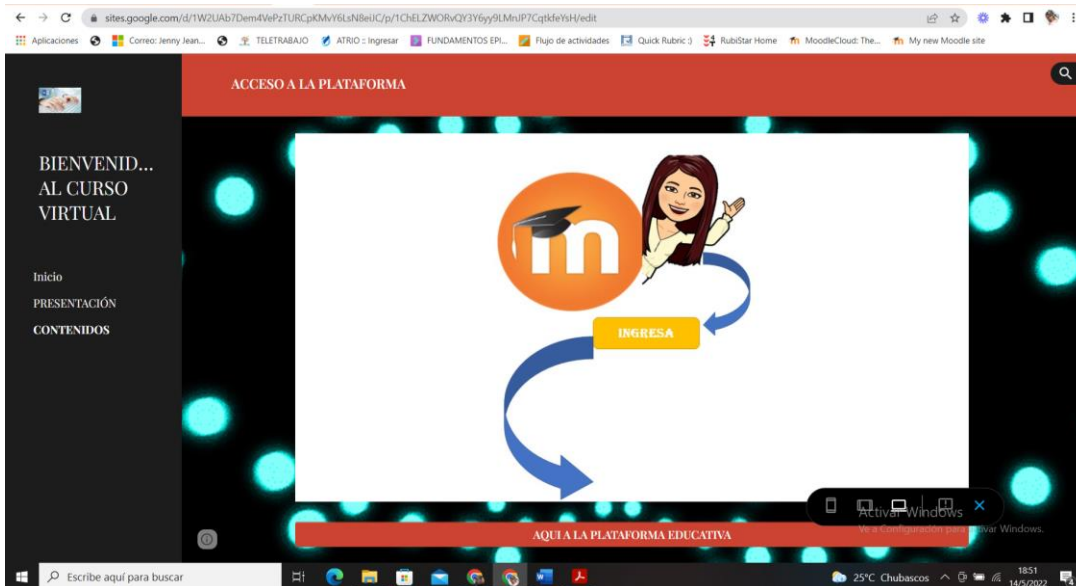 sites.google.com/d/1W2UAb7Dem4VePzTURCpKMvY6LsN8eiJC/p/1ChELZWORvQY3Y6yy9LMnJP7CqtkfeYsH/edit
Aplicaciones Correo: Jenny Jean... TELETRABAJO ATRIO :: Ingresar FUNDAMENTOS EPI... Flujo de actividades Quick Rubric :) RubiStar Home MoodleCloud: The... My new Moodle site
BIENVENID...
AL CURSO
VIRTUAL
Inicio
PRESENTACIÓN
CONTENIDOS
ACCESO A LA PLATAFORMA
m
INGRESA
AQUI A LA PLATAFORMA EDUCATIVA
Activar Windows
Ve a Configuración para activar Windows.
Escribe aquí para buscar
25°C Chubascos
18:51
14/5/2022
4